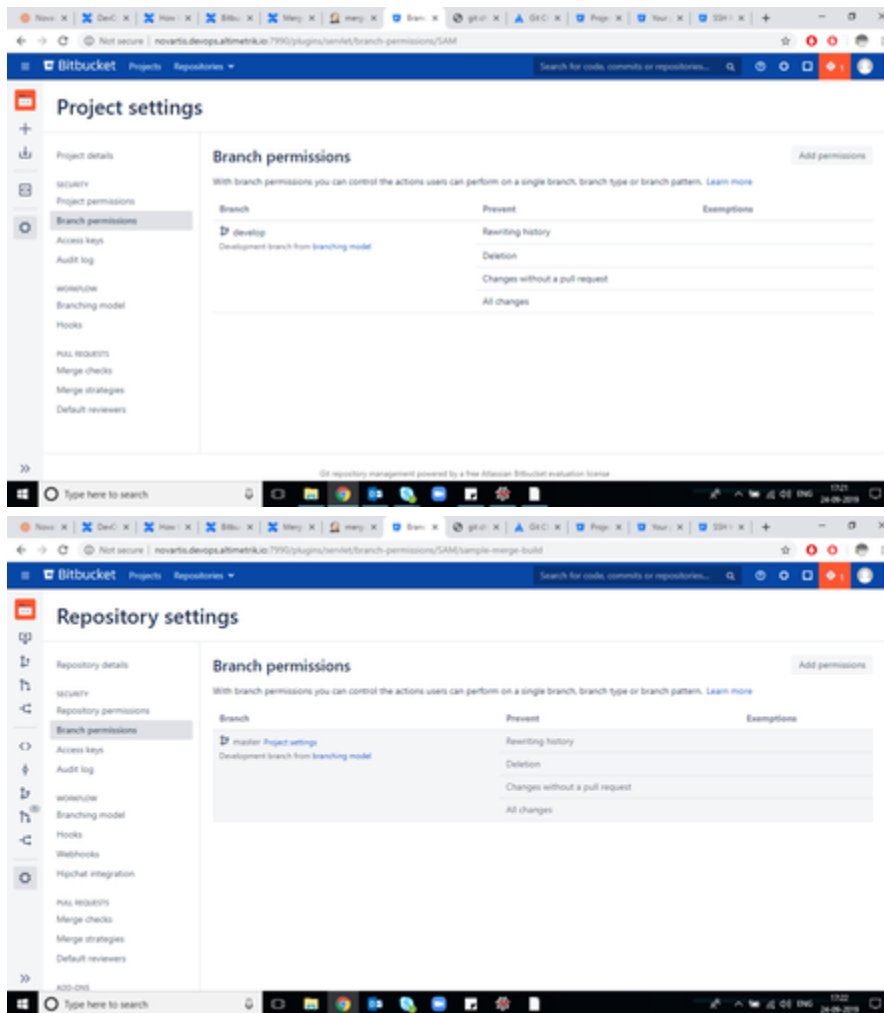 Not secure | novartis.devops.altimetrik.io:7990/plugins/servlet/branch-permissions/SAM
Bitbucket Projects Repositories Search for code, commits or repositories...
Project settings
Project details
SECURITY
Project permissions
Branch permissions
Access keys
Audit log
WORKFLOW
Branching model
Hooks
PULL REQUESTS
Merge checks
Merge strategies
Default reviewers
Branch permissions
Add permissions
With branch permissions you can control the actions users can perform on a single branch, branch type or branch pattern. Learn more
Branch Prevent Exemptions
develop Rewriting history
Development branch from branching model
Deletion
Changes without a pull request
All changes
Git repository management powered by a free Atlassian Bitbucket evaluation license
Type here to search
ENG 17:21
24-09-2019
Not secure | novartis.devops.altimetrik.io:7990/plugins/servlet/branch-permissions/SAM/sample-merge-build
Bitbucket Projects Repositories Search for code, commits or repositories...
Repository settings
Repository details
SECURITY
Repository permissions
Branch permissions
Access keys
Audit log
WORKFLOW
Branching model
Hooks
Webhooks
Hipchat integration
PULL REQUESTS
Merge checks
Merge strategies
Default reviewers
ADD-ONS
Branch permissions
Add permissions
With branch permissions you can control the actions users can perform on a single branch, branch type or branch pattern. Learn more
Branch Prevent Exemptions
master Project settings Rewriting history
Development branch from branching model
Deletion
Changes without a pull request
All changes
Type here to search
ENG 17:22
24-09-2019